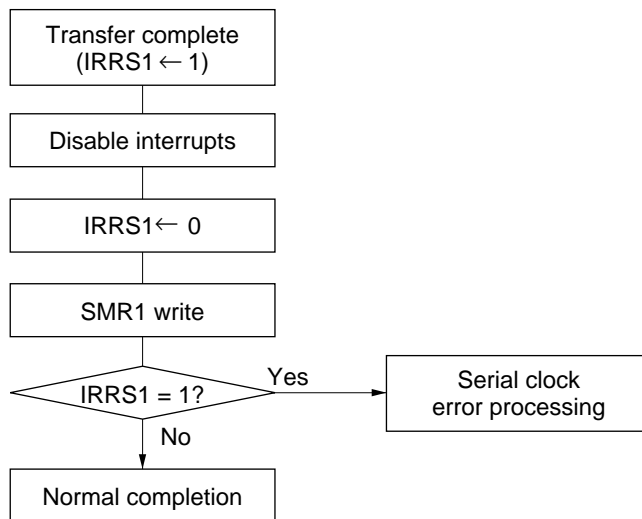 Transfer complete
(IRRS1 ← 1)
Disable interrupts
IRRS1← 0
SMR1 write
IRRS1 = 1?
Yes
Serial clock
error processing
No
Normal completion